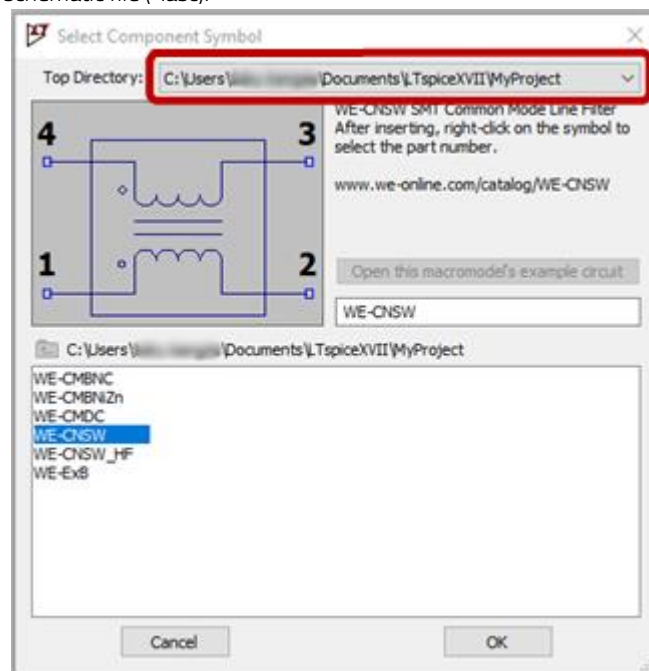 Select Component Symbol
Top Directory: C:\Users\ \Documents\LTspiceXVII\MyProject
WE-CNSW SMT Common Mode Line Filter
After inserting, right-click on the symbol to
select the part number.
www.we-online.com/catalog/WE-CNSW
4 3
1 2
Open this macromodel's example circuit
WE-CNSW
C:\Users\ \Documents\LTspiceXVII\MyProject
WE-CMBNC
WE-CMBNiZn
WE-CMDC
WE-CNSW
WE-CNSW_HF
WE-ExB
Cancel OK